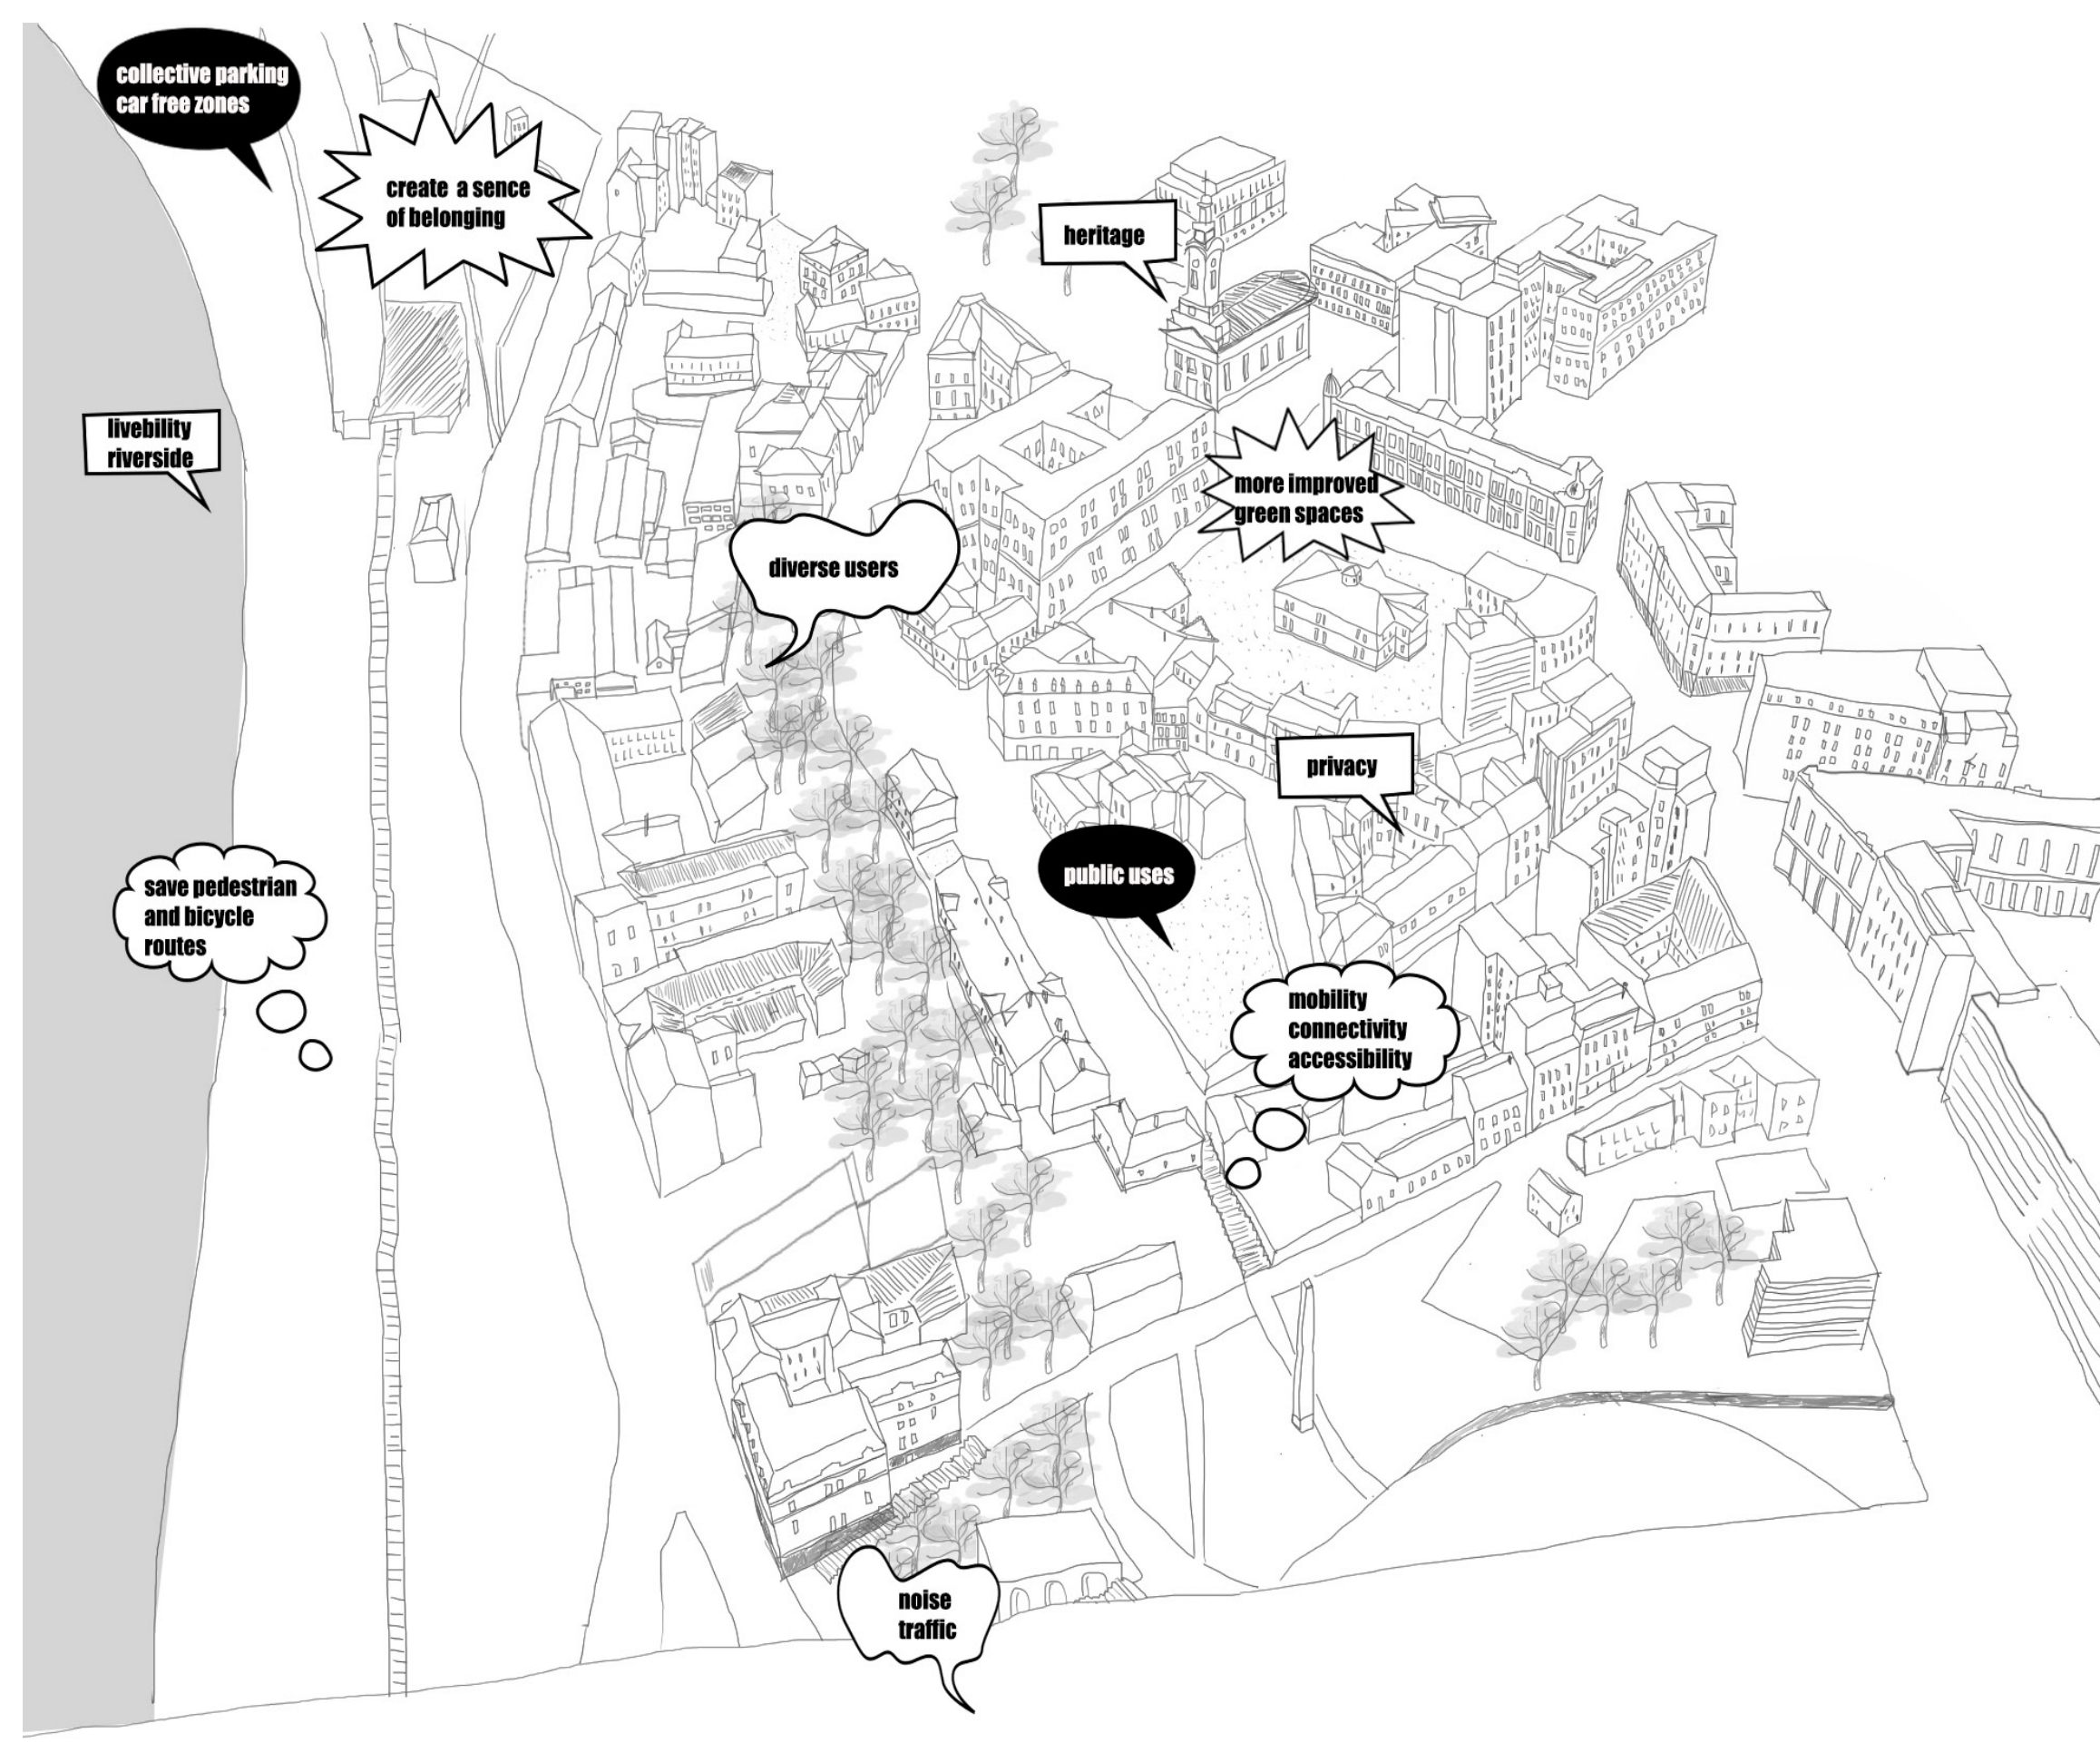 collective parking
car free zones
create a sence
of belonging
heritage
livebility
riverside
more improved
green spaces
diverse users
privacy
public uses
save pedestrian
and bicycle
routes
mobility
connectivity
accessibility
noise
traffic